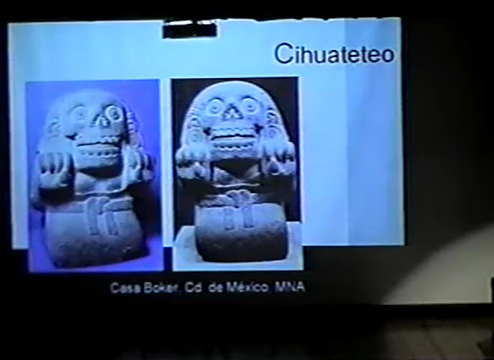 Cihuateteo
Casa Boker, Cd. de México, MNA